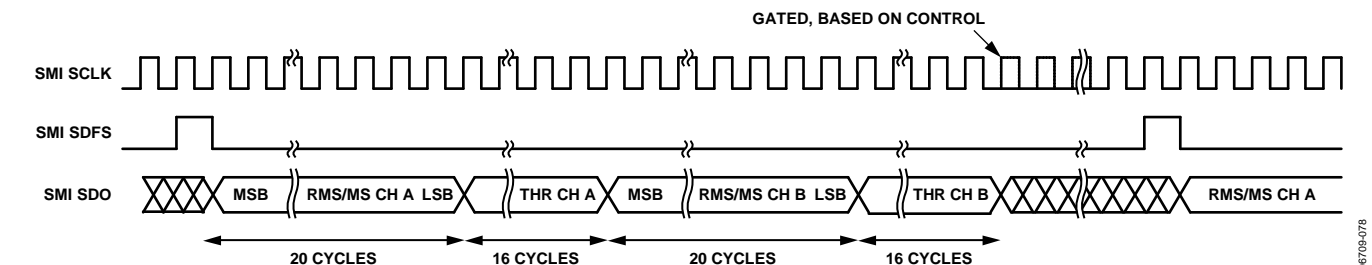 GATED, BASED ON CONTROL
SMI SCLK
SMI SDFS
SMI SDO
MSB
RMS/MS CH A LSB
THR CH A
MSB
RMS/MS CH B LSB
THR CH B
RMS/MS CH A
20 CYCLES
16 CYCLES
20 CYCLES
16 CYCLES
6709-078